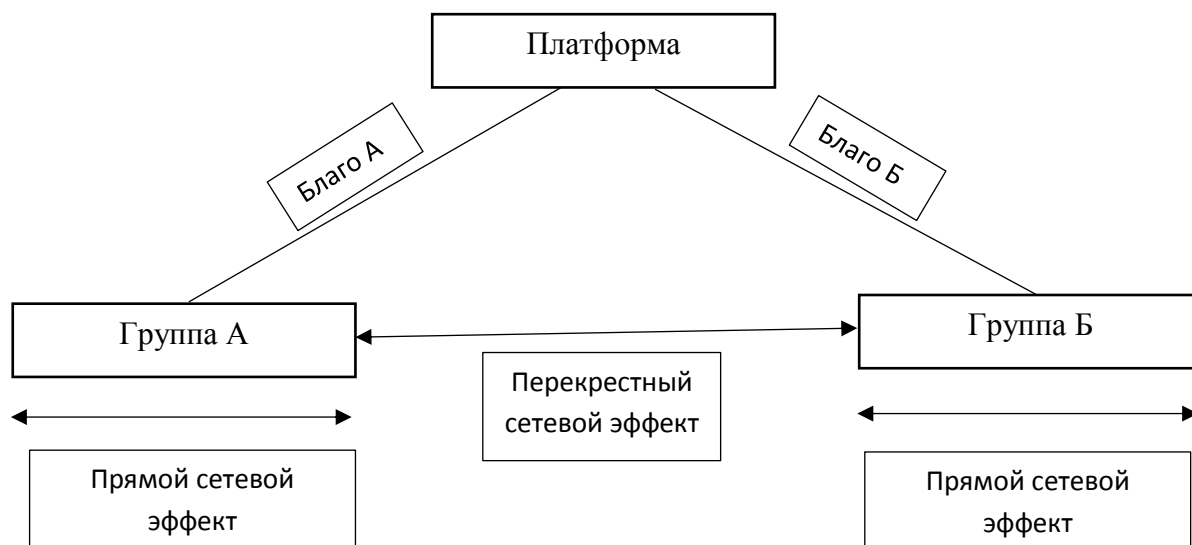 Платформа
Благо А
Благо Б
Группа А
Группа Б
Перекрестный
сетевой эффект
Прямой сетевой
эффект
Прямой сетевой
эффект